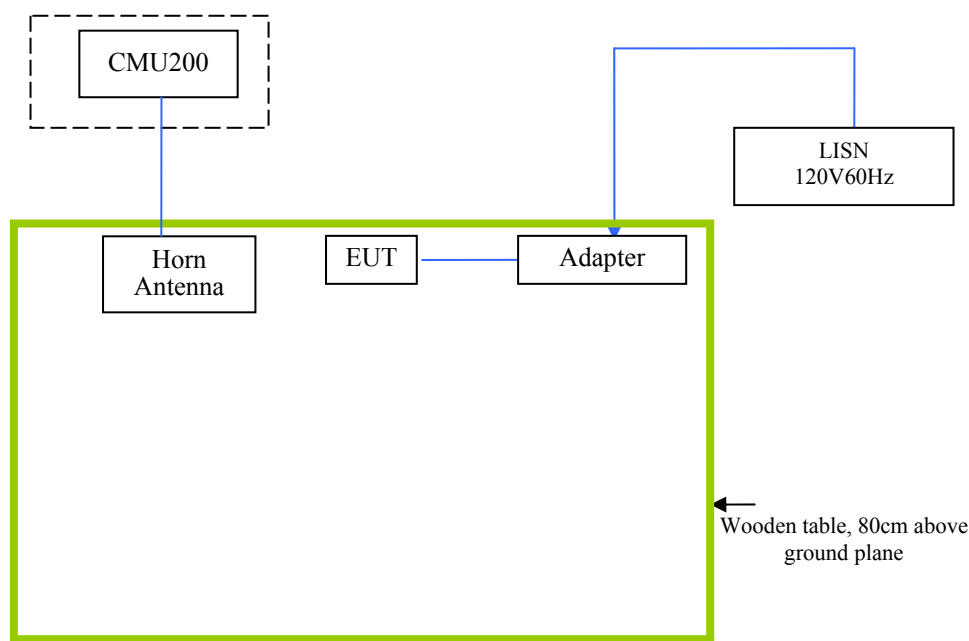 CMU200
LISN
120V60Hz
Horn
Antenna
EUT
Adapter
Wooden table, 80cm above
ground plane